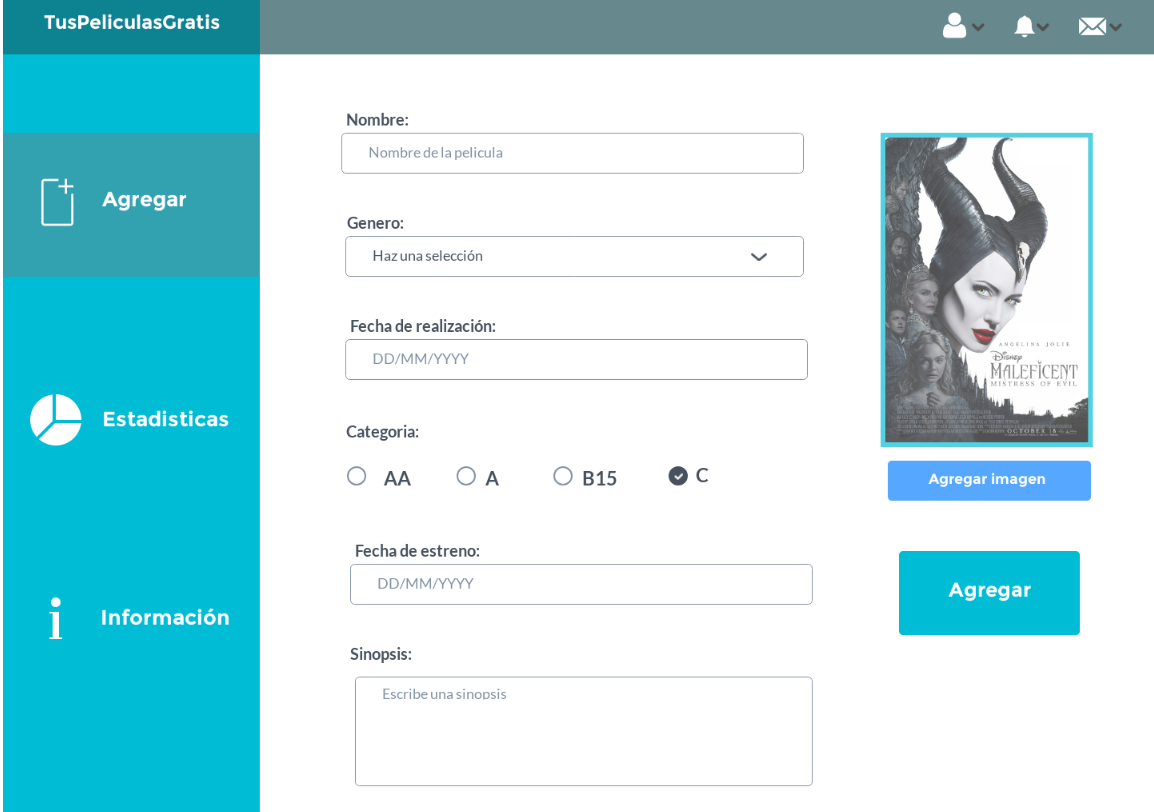 TusPeliculasGratis
Agregar
Estadisticas
Información
Nombre:
Nombre de la pelicula
Genero:
Haz una selección
Fecha de realización:
DD/MM/YYYY
Categoria:
AA A B15 C
Fecha de estreno:
DD/MM/YYYY
Sinopsis:
Escribe una sinopsis
ANGELINA JOLIE
Disney
MALEFICENT
MISTRESS OF EVIL
OCTOBER 18
Agregar imagen
Agregar